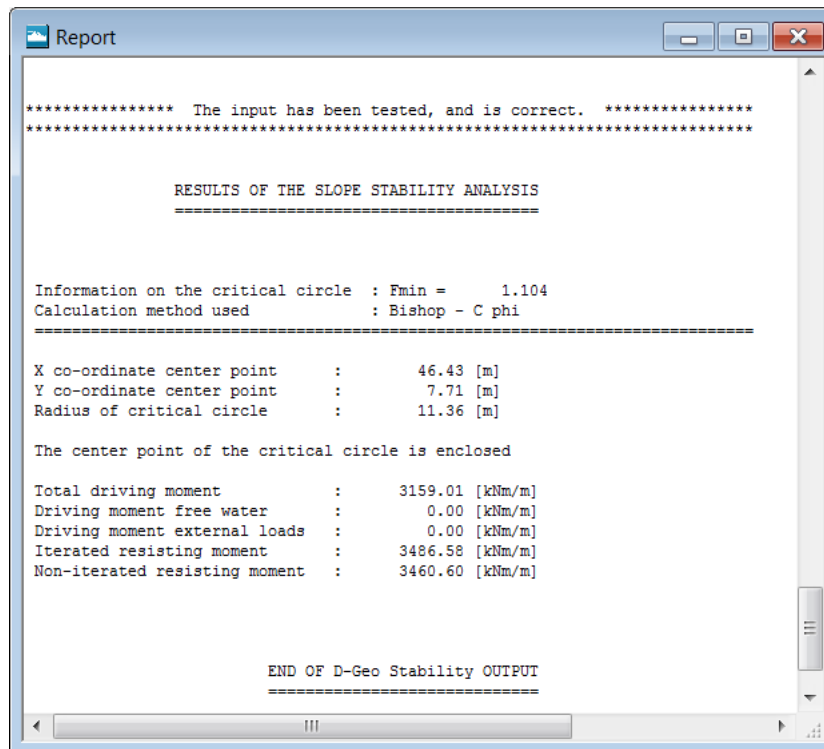 Report
**************** The input has been tested, and is correct. ****************
******************************************************************************
RESULTS OF THE SLOPE STABILITY ANALYSIS
=======================================
Information on the critical circle : Fmin = 1.104
Calculation method used : Bishop - C phi
=============================================================================
X co-ordinate center point : 46.43 [m]
Y co-ordinate center point : 7.71 [m]
Radius of critical circle : 11.36 [m]
The center point of the critical circle is enclosed
Total driving moment : 3159.01 [kNm/m]
Driving moment free water : 0.00 [kNm/m]
Driving moment external loads : 0.00 [kNm/m]
Iterated resisting moment : 3486.58 [kNm/m]
Non-iterated resisting moment : 3460.60 [kNm/m]
END OF D-Geo Stability OUTPUT
=============================